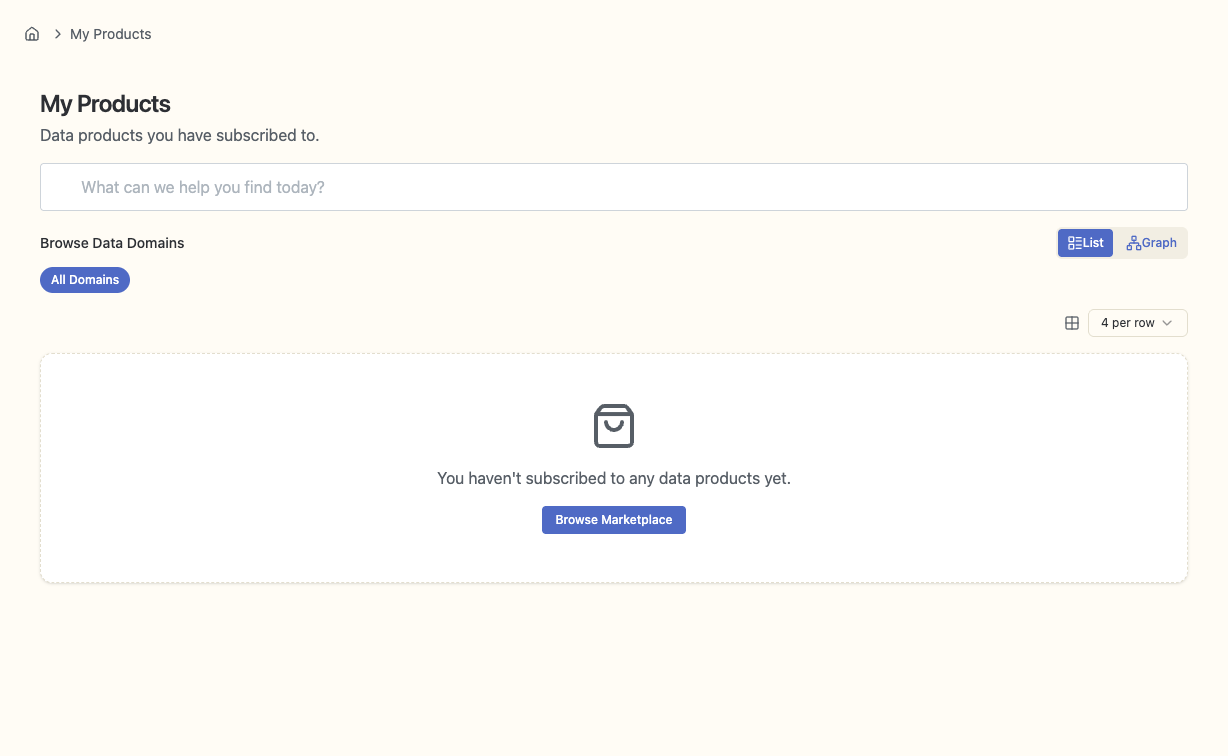 My Products
My Products
Data products you have subscribed to.
What can we help you find today?
Browse Data Domains
List
Graph
All Domains
4 per row
You haven't subscribed to any data products yet.
Browse Marketplace